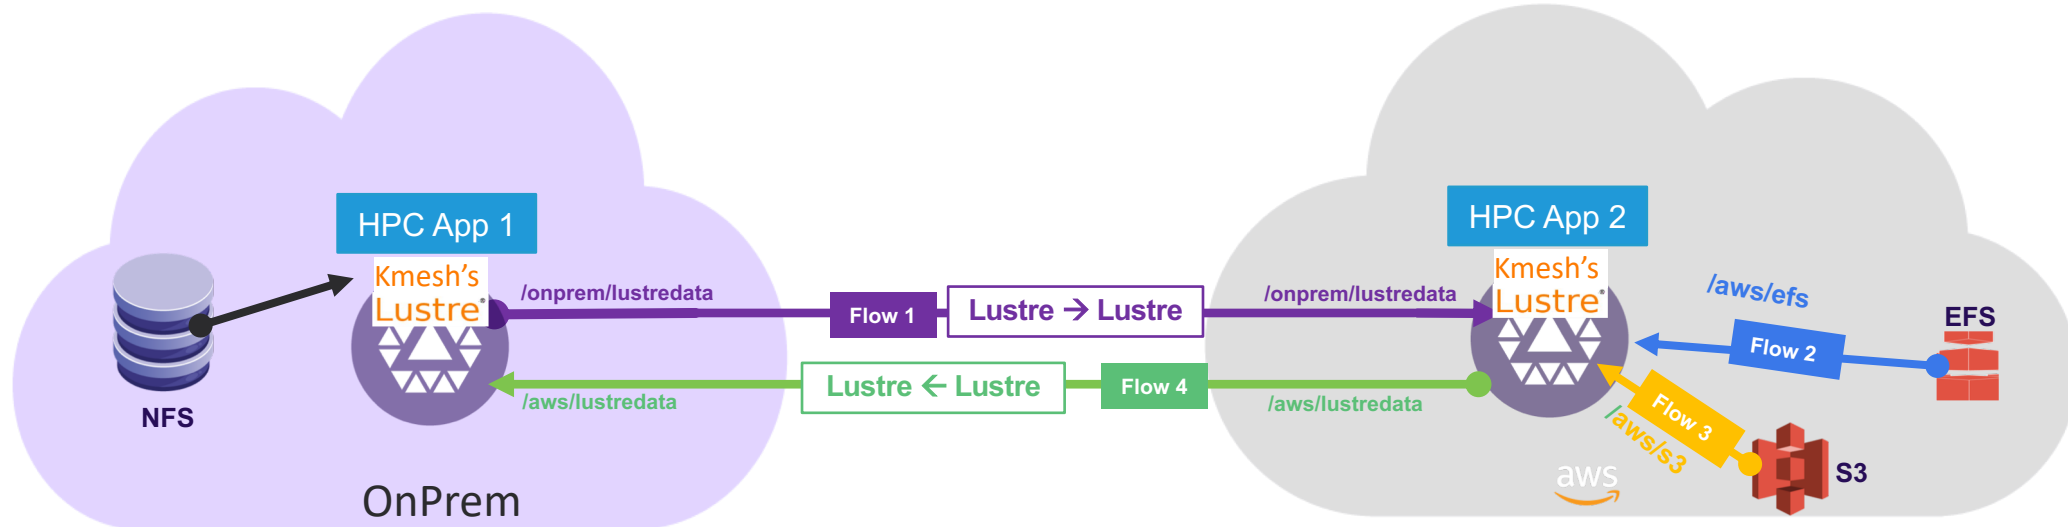 HPC App 1
Kmesh's
Lustre
NFS
OnPrem
/onprem/lustredata
Flow 1
Lustre → Lustre
/onprem/lustredata
/aws/lustredata
Lustre ← Lustre
Flow 4
/aws/lustredata
HPC App 2
Kmesh's
Lustre
/aws/efs
Flow 2
EFS
Flow 3
/aws/s3
S3
aws